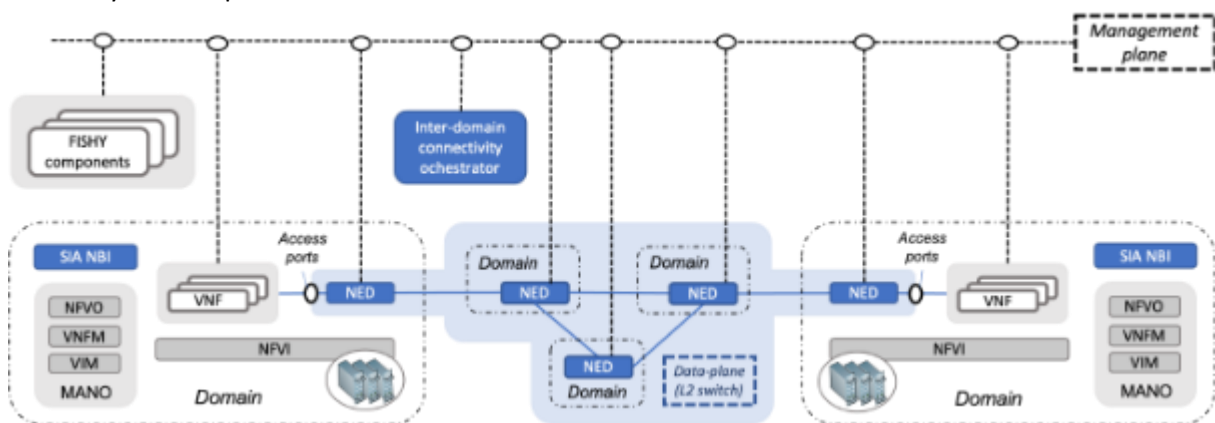 Management
plane
FISHY
components
Inter-domain
connectivity
ochestrator
SIA NBI
NFVO
VNFM
VIM
MANO
VNF
Access
ports
NED
NFVI
Domain
Domain
NED
Domain
NED
NED
Domain
Data-plane
(L2 switch)
NED
Access
ports
VNF
NFVI
Domain
SIA NBI
NFVO
VNFM
VIM
MANO